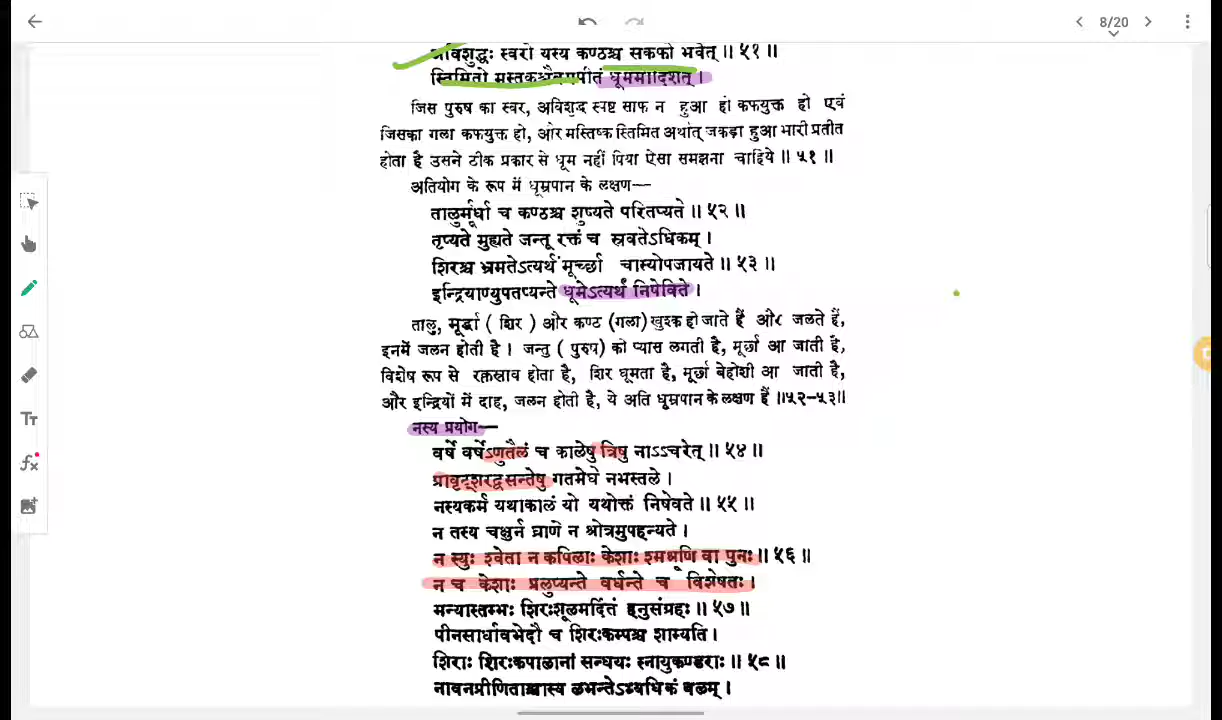 8/20
अविशुद्धः स्वरो यस्य कण्ठश्च सकफो भवेत् ॥ ५१ ॥
स्तिमितो मस्तकश्चैवमपीतं धूममादिशेत् ।
जिस पुरुष का स्वर, अविशुद्ध स्पष्ट साफ न हुआ हो कफयुक्त हो एवं
जिसका गला कफयुक्त हो, और मस्तिष्क स्तिमित अर्थात् जकड़ा हुआ भारी प्रतीत
होता है उसने ठीक प्रकार से धूम नहीं पिया ऐसा समझना चाहिये ॥ ५१ ॥
अतियोग के रूप में धूम्रपान के लक्षण—
तालुर्मूर्धा च कण्ठश्च शुष्यते परितप्यते ॥ ५२ ॥
तृप्यते मुह्यते जन्तू रक्तं च स्रवतेऽधिकम् ।
शिरश्च भ्रमतेऽत्यर्थं मूर्च्छा चास्योपजायते ॥ ५३ ॥
इन्द्रियाण्युपतप्यन्ते धूमेऽत्यर्थं निषेविते ।
तालु, मूर्द्धा ( शिर ) और कण्ठ (गला) खुश्क हो जाते हैं और जलते हैं,
इनमें जलन होती है । जन्तु ( पुरुष ) को प्यास लगती है, मूर्छा आ जाती है,
विशेष रूप से रक्तस्राव होता है, शिर घूमता है, मूर्छा बेहोशी आ जाती है,
और इन्द्रियों में दाह, जलन होती है, ये अति धूम्रपान के लक्षण हैं ॥५२–५३॥
नस्य प्रयोग—
वर्षे वर्षेऽणुतैलं च कालेषु त्रिषु नाऽऽचरेत् ॥ ५४ ॥
प्रावृट्शरद्वसन्तेषु गतमेघे नभस्तले ।
नस्यकर्म यथाकालं यो यथोक्तं निषेवते ॥ ५५ ॥
न तस्य चक्षुर्न घ्राणं न श्रोत्रमुपहन्यते ।
न स्युः श्वेता न कपिलाः केशाः श्मश्रूणि वा पुनः ॥ ५६ ॥
न च केशाः प्रलुप्यन्ते वर्धन्ते च विशेषतः ।
मन्यास्तम्भः शिरःशूलमर्दितं हनुसंग्रहः ॥ ५७ ॥
पीनसार्धावभेदौ च शिरःकम्पश्च शाम्यति ।
शिराः शिरःकपालानां सन्धयः स्नायुकण्डराः ॥ ५८ ॥
नावनप्रीणिताश्चास्य लभन्तेऽभ्यधिकं बलम् ।